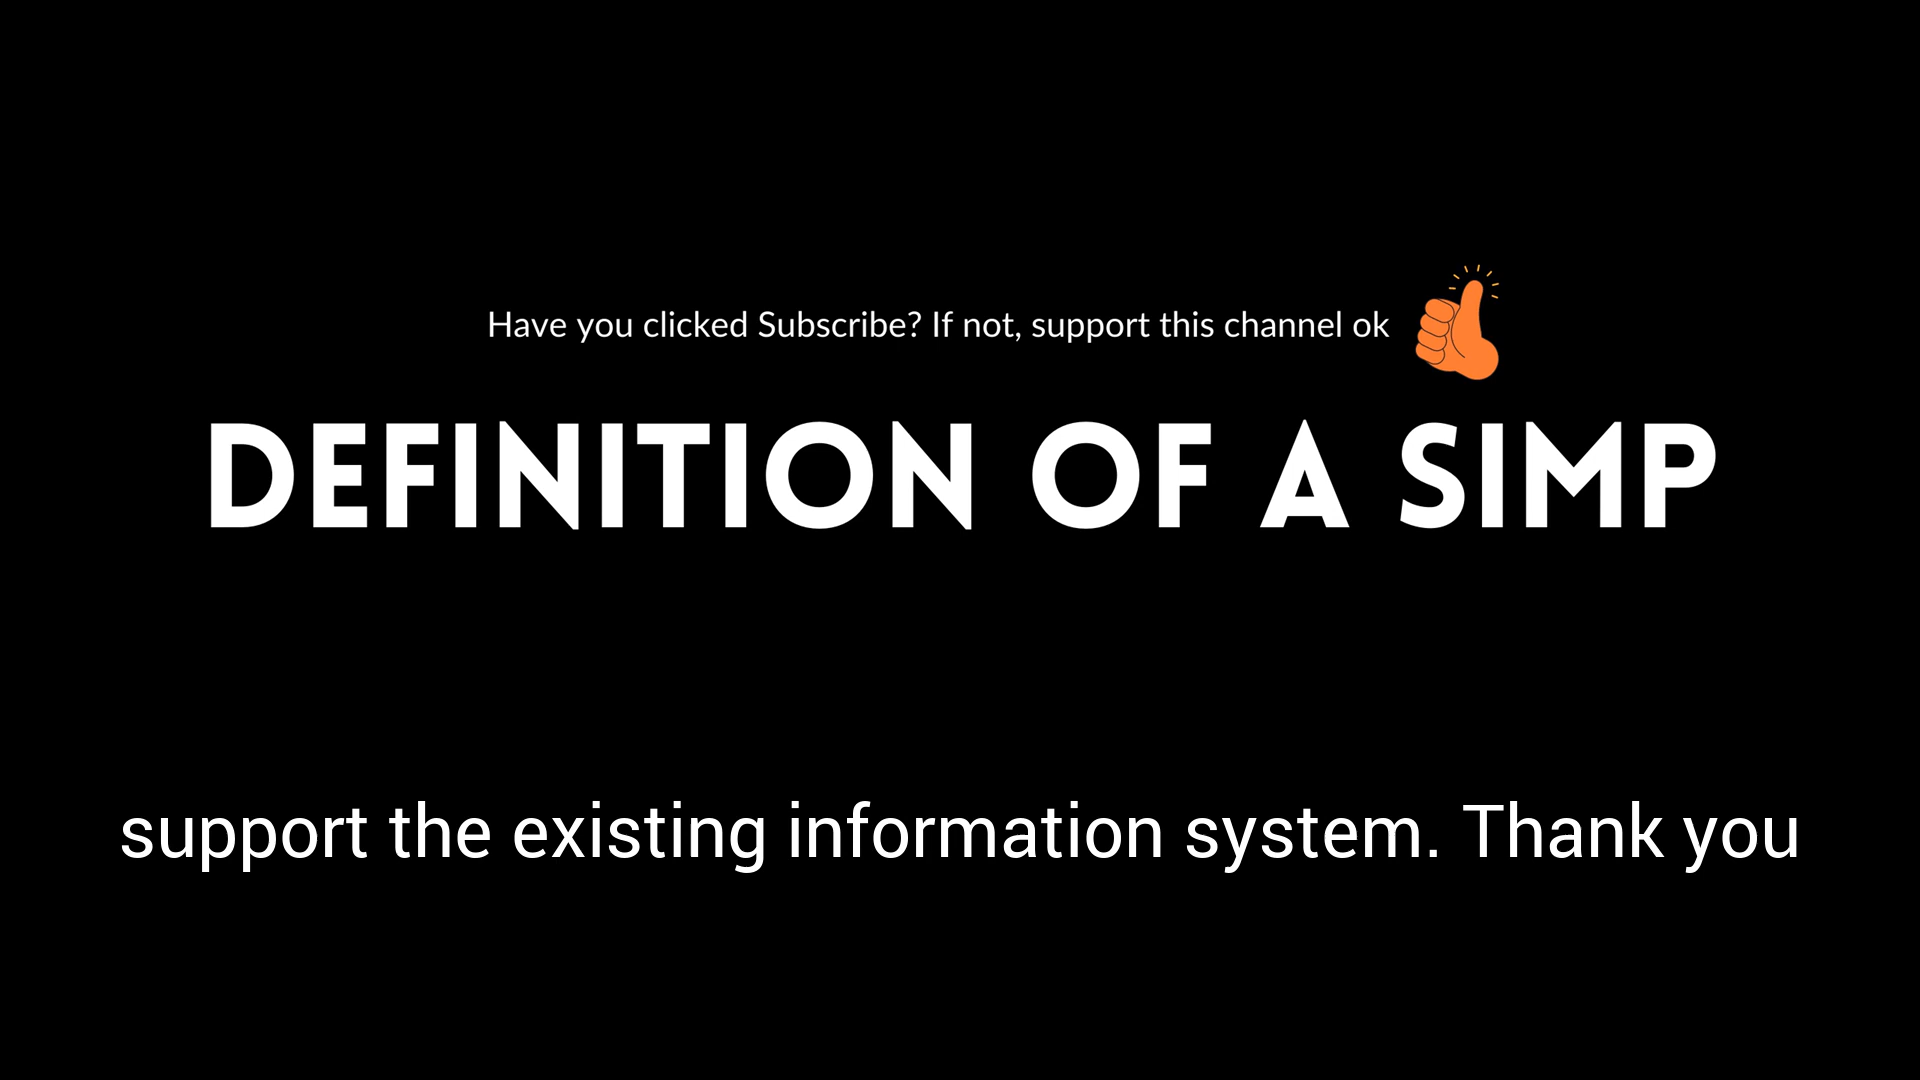 Have you clicked Subscribe? If not, support this channel ok
DEFINITION OF A SIMP
support the existing information system. Thank you